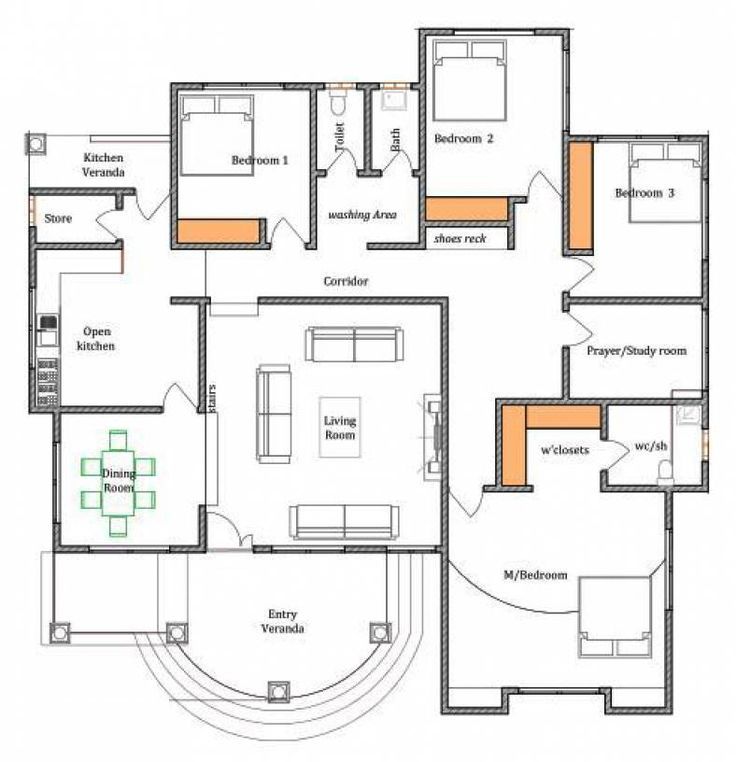 Bedroom 2
Toilet
Bath
Kitchen
Veranda
Bedroom 1
Bedroom 3
Store
washing Area
shoes reck
Corridor
Open
kitchen
Prayer/Study room
stairs
Living
Room
w'closets
wc/sh
Dining
Room
M/Bedroom
Entry
Veranda